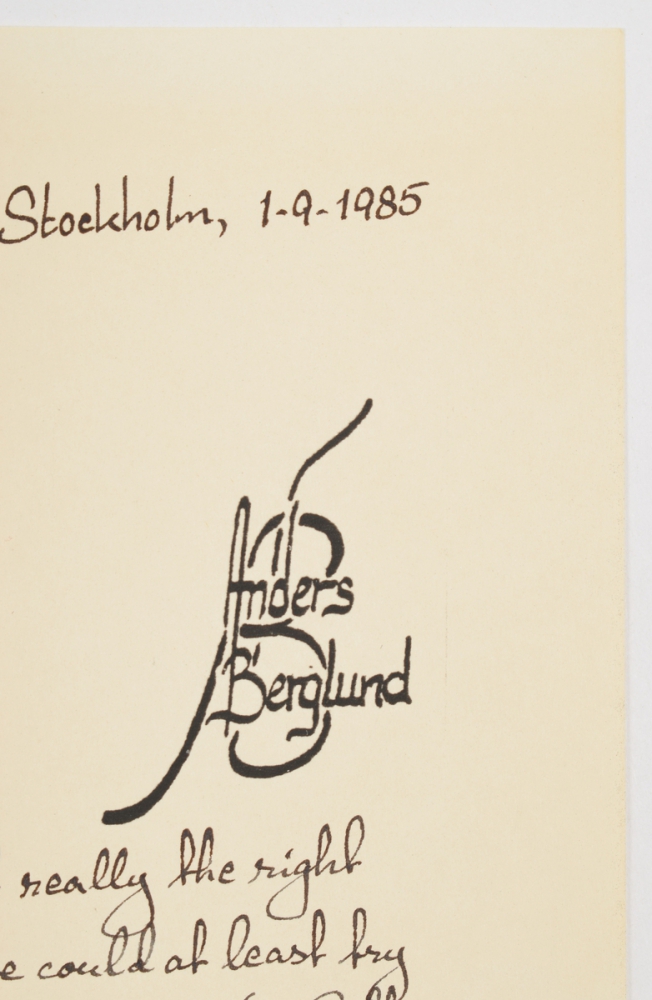 Stockholm, 1-9-1985
Anders
Berglund
really the right
e could at least try